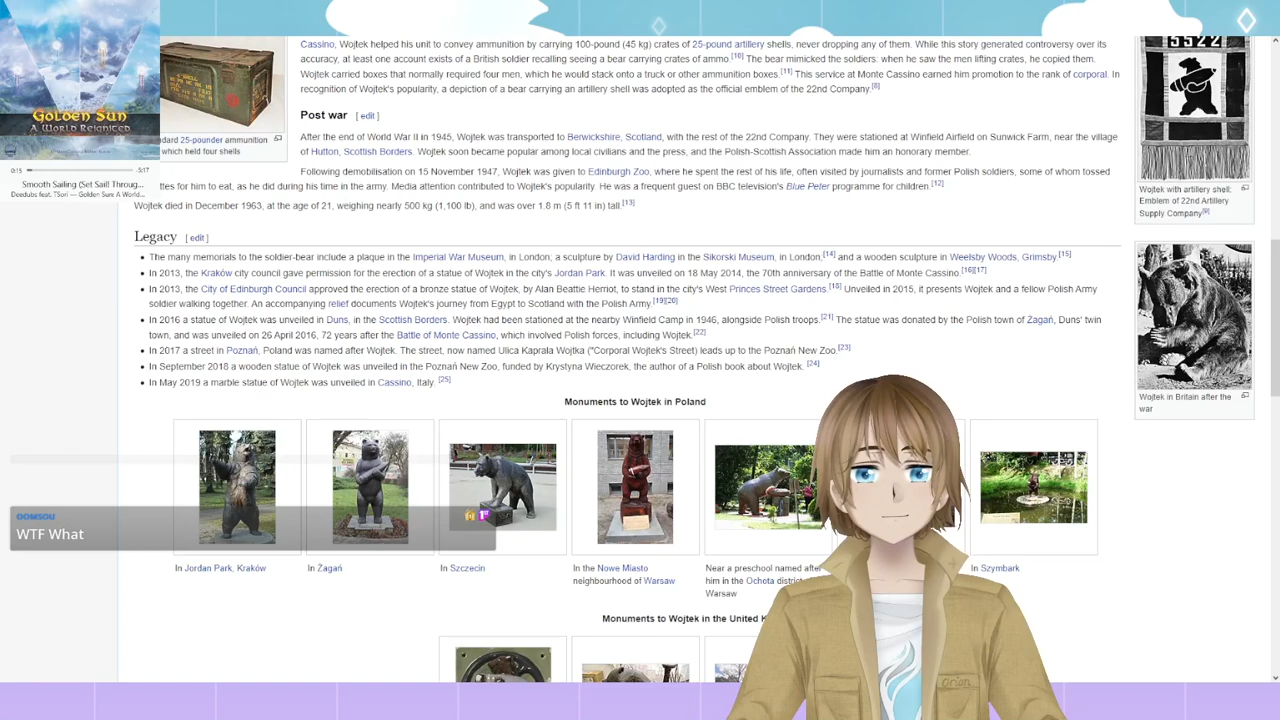 Golden Sun
A World Reignited
0:15
-5:17
Smooth Sailing (Set Sail! Throug...
Deedubs feat. TSori — Golden Sun: A World...
25-pounder ammunition
which held four shells
Cassino, Wojtek helped his unit to convey ammunition by carrying 100-pound (45 kg) crates of 25-pound artillery shells, never dropping any of them. While this story generated controversy over its
accuracy, at least one account exists of a British soldier recalling seeing a bear carrying crates of ammo.[10] The bear mimicked the soldiers: when he saw the men lifting crates, he copied them.
Wojtek carried boxes that normally required four men, which he would stack onto a truck or other ammunition boxes.[11] This service at Monte Cassino earned him promotion to the rank of corporal. In
recognition of Wojtek's popularity, a depiction of a bear carrying an artillery shell was adopted as the official emblem of the 22nd Company.[8]
Post war [ edit ]
After the end of World War II in 1945, Wojtek was transported to Berwickshire, Scotland, with the rest of the 22nd Company. They were stationed at Winfield Airfield on Sunwick Farm, near the village
of Hutton, Scottish Borders. Wojtek soon became popular among local civilians and the press, and the Polish-Scottish Association made him an honorary member.
Following demobilisation on 15 November 1947, Wojtek was given to Edinburgh Zoo, where he spent the rest of his life, often visited by journalists and former Polish soldiers, some of whom tossed
ttes for him to eat, as he did during his time in the army. Media attention contributed to Wojtek's popularity. He was a frequent guest on BBC television's Blue Peter programme for children.[12]
Wojtek died in December 1963, at the age of 21, weighing nearly 500 kg (1,100 lb), and was over 1.8 m (5 ft 11 in) tall.[13]
Legacy [ edit ]
• The many memorials to the soldier-bear include a plaque in the Imperial War Museum, in London, a sculpture by David Harding in the Sikorski Museum, in London,[14] and a wooden sculpture in Weelsby Woods, Grimsby.[15]
• In 2013, the Kraków city council gave permission for the erection of a statue of Wojtek in the city's Jordan Park. It was unveiled on 18 May 2014, the 70th anniversary of the Battle of Monte Cassino.[16][17]
• In 2013, the City of Edinburgh Council approved the erection of a bronze statue of Wojtek, by Alan Beattie Herriot, to stand in the city's West Princes Street Gardens.[18] Unveiled in 2015, it presents Wojtek and a fellow Polish Army
soldier walking together. An accompanying relief documents Wojtek's journey from Egypt to Scotland with the Polish Army.[19][20]
• In 2016 a statue of Wojtek was unveiled in Duns, in the Scottish Borders. Wojtek had been stationed at the nearby Winfield Camp in 1946, alongside Polish troops.[21] The statue was donated by the Polish town of Żagań, Duns' twin
town, and was unveiled on 26 April 2016, 72 years after the Battle of Monte Cassino, which involved Polish forces, including Wojtek.[22]
• In 2017 a street in Poznań, Poland was named after Wojtek. The street, now named Ulica Kaprala Wojtka ("Corporal Wojtek's Street) leads up to the Poznań New Zoo.[23]
• In September 2018 a wooden statue of Wojtek was unveiled in the Poznań New Zoo, funded by Krystyna Wieczorek, the author of a Polish book about Wojtek. [24]
• In May 2019 a marble statue of Wojtek was unveiled in Cassino, Italy. [25]
5522
Wojtek with artillery shell:
Emblem of 22nd Artillery
Supply Company[9]
Wojtek in Britain after the
war
Monuments to Wojtek in Poland
In Jordan Park, Kraków
In Żagań
In Szczecin
In the Nowe Miasto
neighbourhood of Warsaw
Near a preschool named after
him in the Ochota district
Warsaw
In Szymbark
Monuments to Wojtek in the United K
OOMSOU
1st
WTF What
Orion